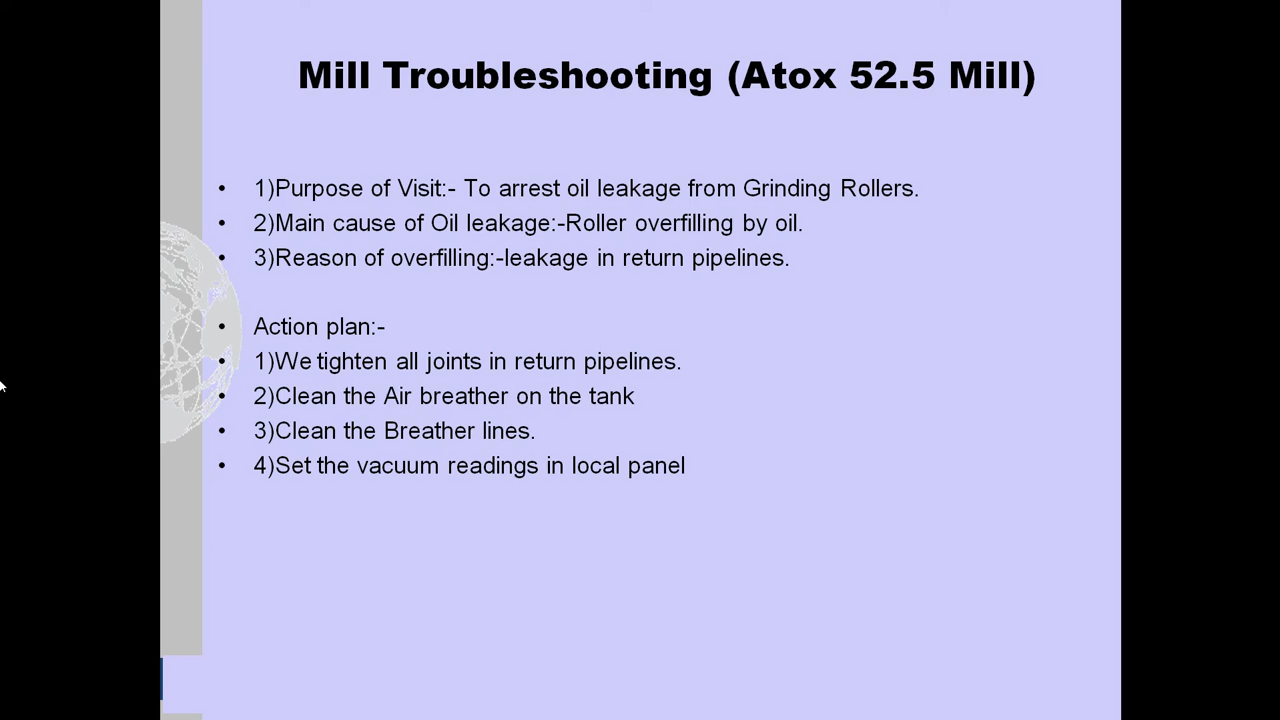 Mill Troubleshooting (Atox 52.5 Mill)
• 1)Purpose of Visit:- To arrest oil leakage from Grinding Rollers.
• 2)Main cause of Oil leakage:-Roller overfilling by oil.
• 3)Reason of overfilling:-leakage in return pipelines.
• Action plan:-
• 1)We tighten all joints in return pipelines.
• 2)Clean the Air breather on the tank
• 3)Clean the Breather lines.
• 4)Set the vacuum readings in local panel